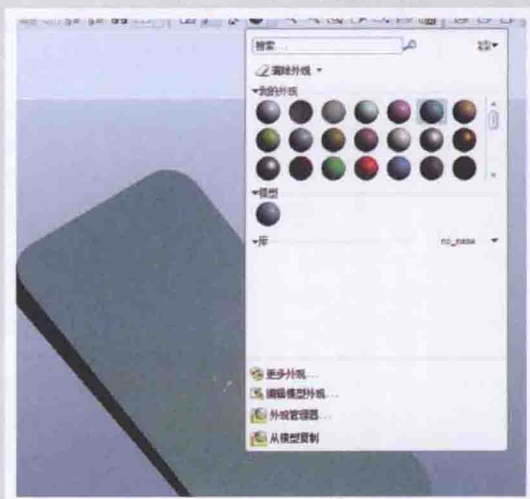 搜索...
清除外观
我的外观
模型
库 no_name
更多外观...
编辑模型外观...
外观管理器...
从模型复制